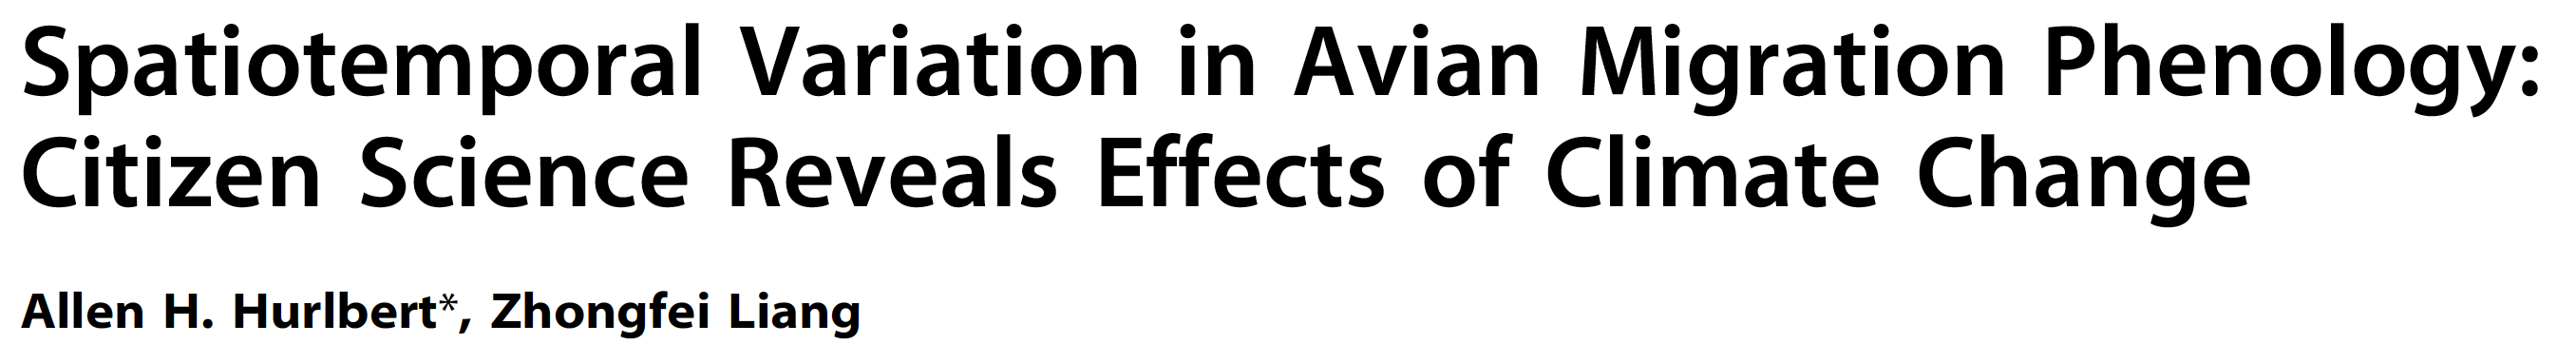 Spatiotemporal Variation in Avian Migration Phenology:
Citizen Science Reveals Effects of Climate Change
Allen H. Hurlbert*, Zhongfei Liang